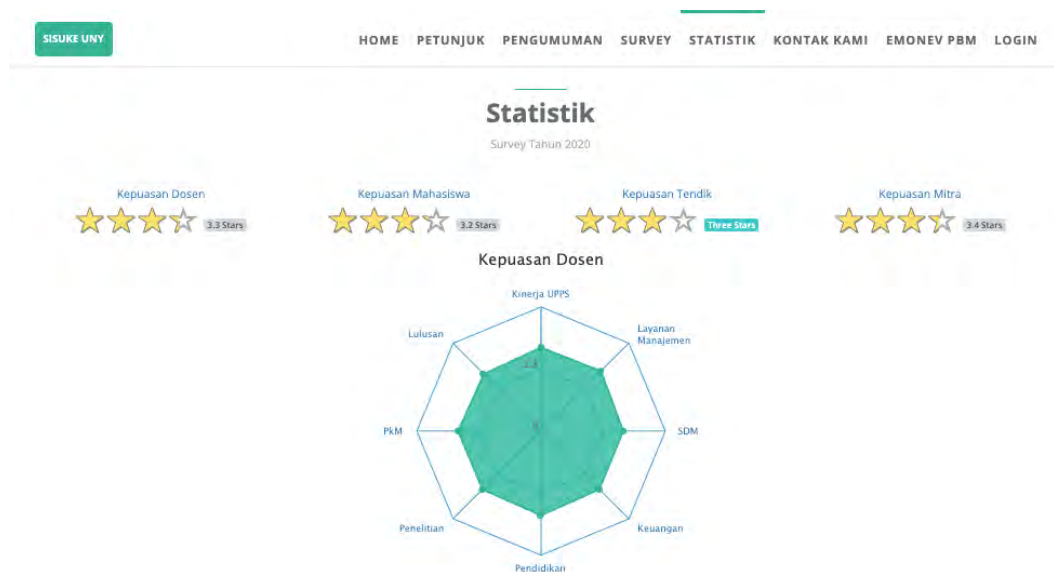 SISUKE UNY
HOME PETUNJUK PENGUMUMAN SURVEY STATISTIK KONTAK KAMI EMONEV PBM LOGIN
Statistik
Survey Tahun 2020
Kepuasan Dosen
3.3 Stars
Kepuasan Mahasiswa
3.2 Stars
Kepuasan Tendik
Three Stars
Kepuasan Mitra
3.4 Stars
Kepuasan Dosen
Kinerja UPPS
Layanan
Manajemen
SDM
Keuangan
Pendidikan
Penelitian
PkM
Lulusan